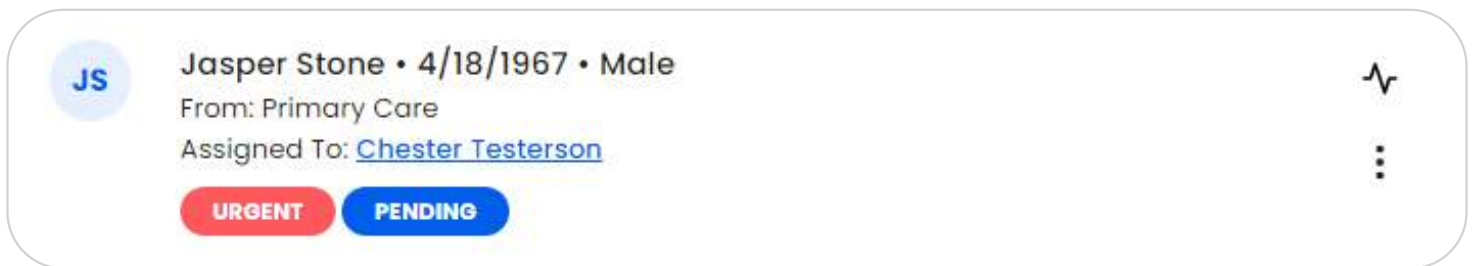 JS
Jasper Stone • 4/18/1967 • Male
From: Primary Care
Assigned To: Chester Testerson
URGENT PENDING